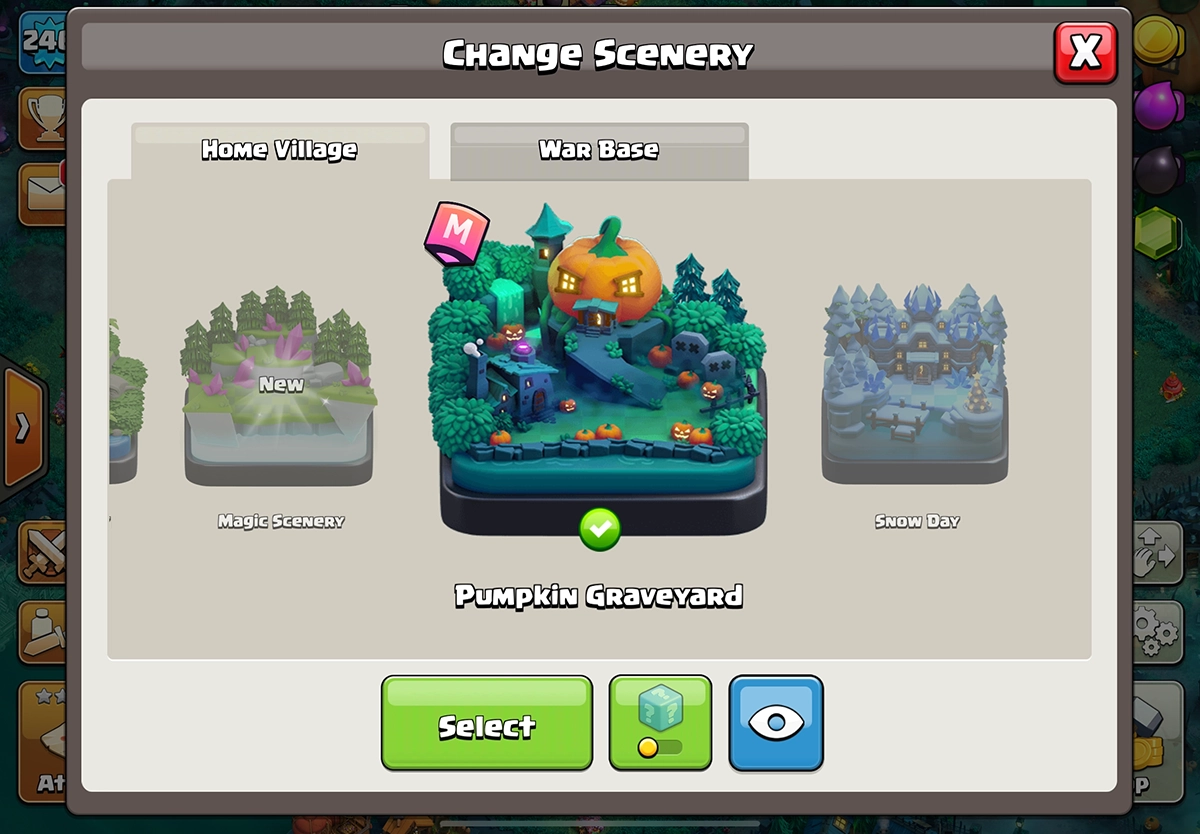 Change Scenery
X
Home Village
War Base
M
New
Magic Scenery
Snow Day
Pumpkin Graveyard
Select